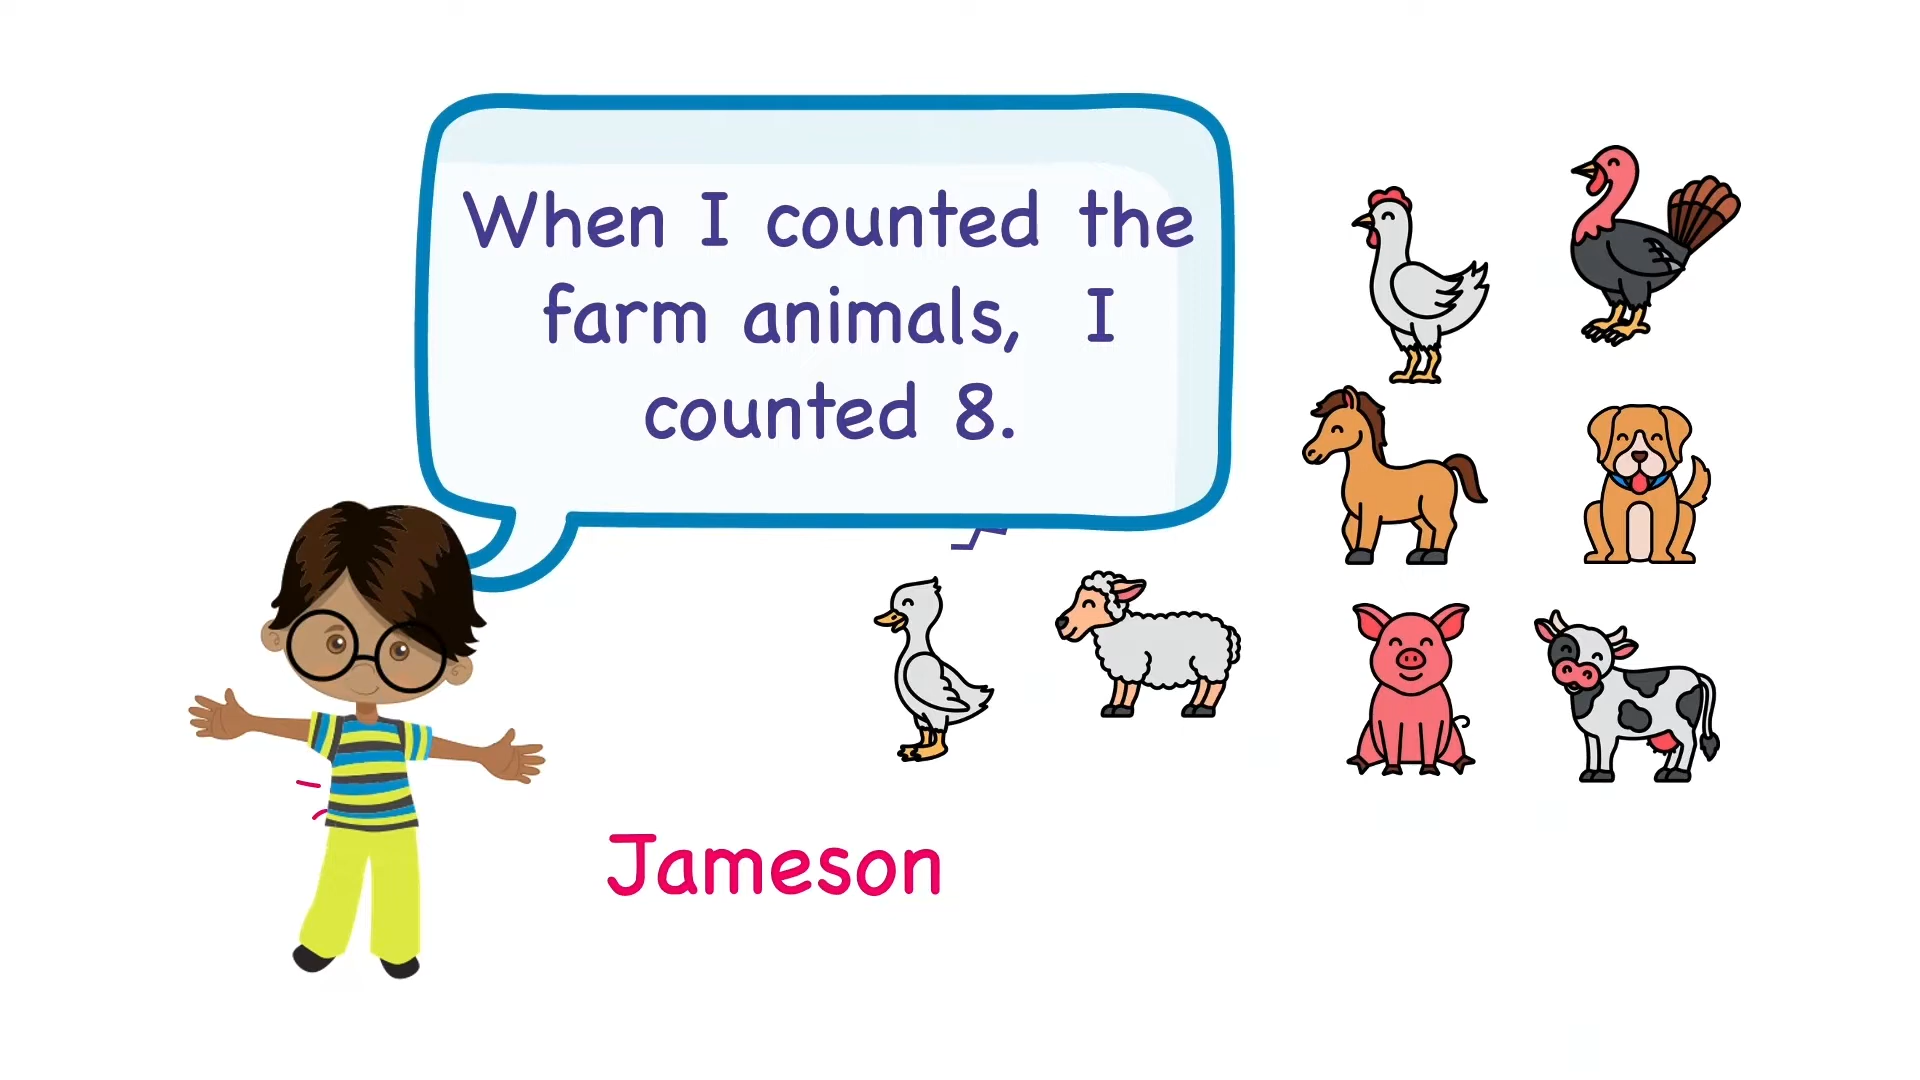 When I counted the
farm animals, I
counted 8.
Jameson